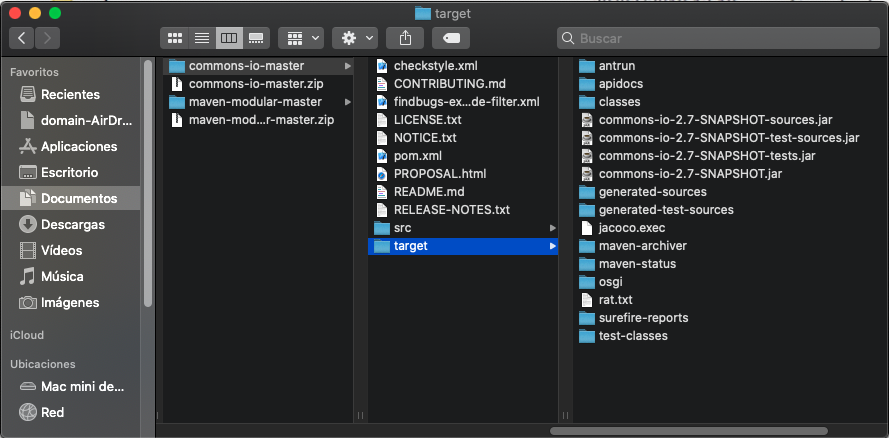 target
Buscar
Favoritos
Recientes
domain-AirDr...
Aplicaciones
Escritorio
Documentos
Descargas
Vídeos
Música
Imágenes
iCloud
Ubicaciones
Mac mini de...
Red
commons-io-master
commons-io-master.zip
maven-modular-master
maven-mod...r-master.zip
checkstyle.xml
CONTRIBUTING.md
findbugs-ex...de-filter.xml
LICENSE.txt
NOTICE.txt
pom.xml
PROPOSAL.html
README.md
RELEASE-NOTES.txt
src
target
antrun
apidocs
classes
commons-io-2.7-SNAPSHOT-sources.jar
commons-io-2.7-SNAPSHOT-test-sources.jar
commons-io-2.7-SNAPSHOT-tests.jar
commons-io-2.7-SNAPSHOT.jar
generated-sources
generated-test-sources
jacoco.exec
maven-archiver
maven-status
osgi
rat.txt
surefire-reports
test-classes